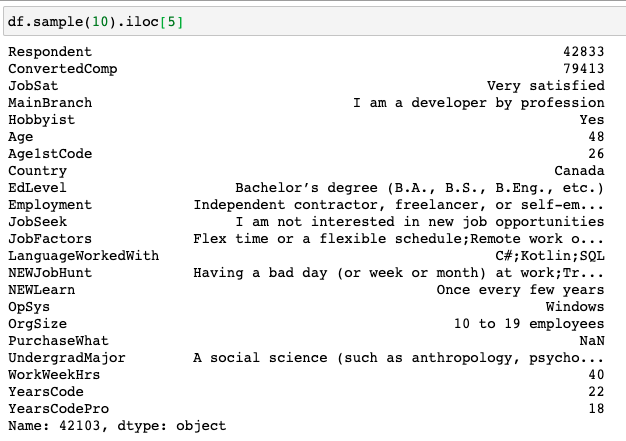 df.sample(10).iloc[5]
Respondent 42833
ConvertedComp 79413
JobSat Very satisfied
MainBranch I am a developer by profession
Hobbyist Yes
Age 48
Age1stCode 26
Country Canada
EdLevel Bachelor’s degree (B.A., B.S., B.Eng., etc.)
Employment Independent contractor, freelancer, or self-em...
JobSeek I am not interested in new job opportunities
JobFactors Flex time or a flexible schedule;Remote work o...
LanguageWorkedWith C#;Kotlin;SQL
NEWJobHunt Having a bad day (or week or month) at work;Tr...
NEWLearn Once every few years
OpSys Windows
OrgSize 10 to 19 employees
PurchaseWhat NaN
UndergradMajor A social science (such as anthropology, psycho...
WorkWeekHrs 40
YearsCode 22
YearsCodePro 18
Name: 42103, dtype: object